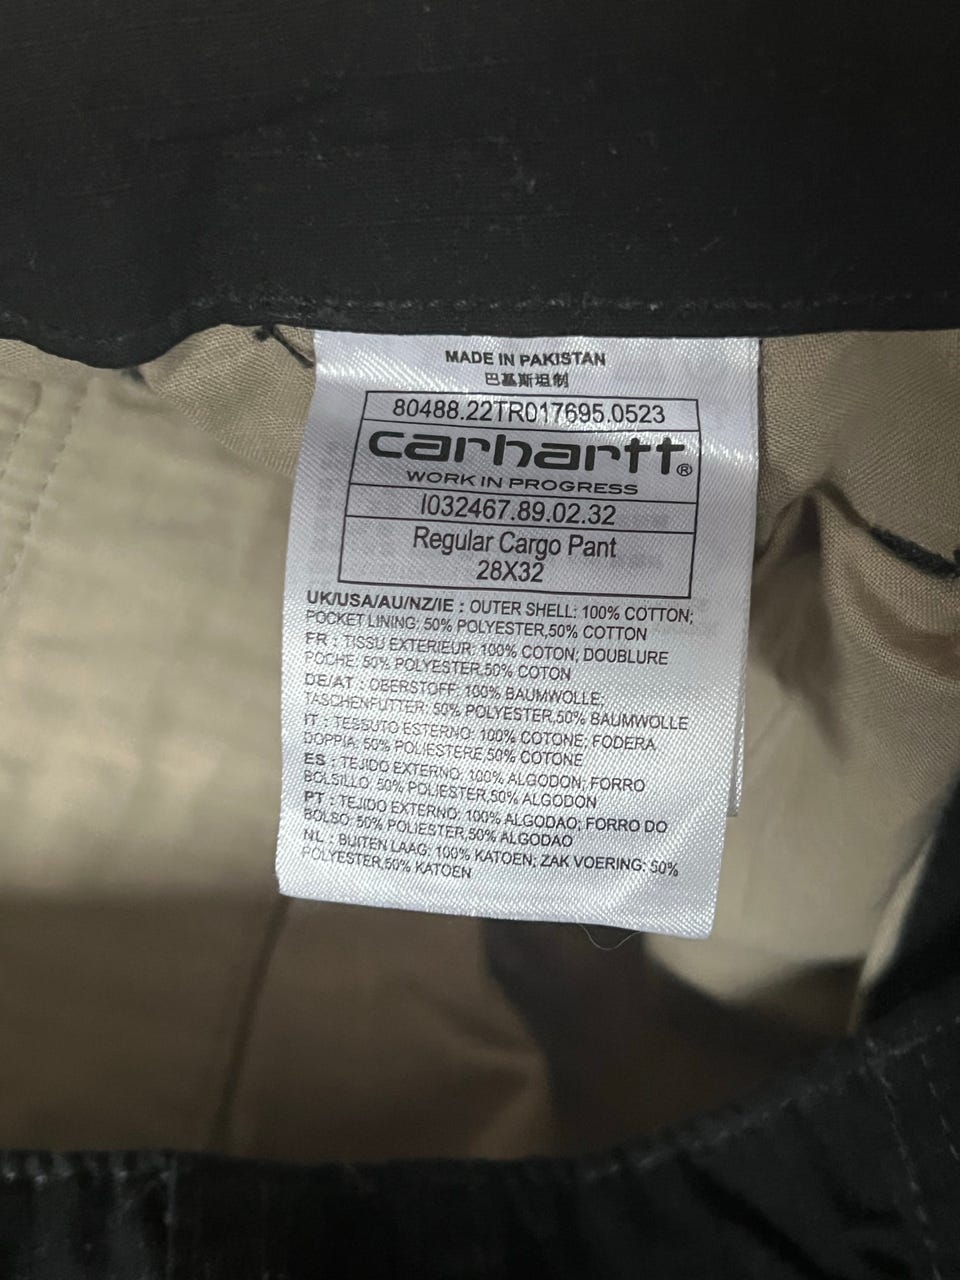 MADE IN PAKISTAN
巴基斯坦制
80488.22TR017695.0523
carhartt®
WORK IN PROGRESS
I032467.89.02.32
Regular Cargo Pant
28X32
UK/USA/AU/NZ/IE : OUTER SHELL: 100% COTTON;
POCKET LINING: 50% POLYESTER,50% COTTON
FR : TISSU EXTERIEUR: 100% COTON; DOUBLURE
POCHE: 50% POLYESTER,50% COTON
DE/AT : OBERSTOFF: 100% BAUMWOLLE;
TASCHENFUTTER: 50% POLYESTER,50% BAUMWOLLE
IT : TESSUTO ESTERNO: 100% COTONE; FODERA
DOPPIA: 50% POLIESTERE,50% COTONE
ES : TEJIDO EXTERNO: 100% ALGODON; FORRO
BOLSILLO: 50% POLIESTER,50% ALGODON
PT : TEJIDO EXTERNO: 100% ALGODAO; FORRO DO
BOLSO: 50% POLIESTER,50% ALGODAO
NL : BUITEN LAAG: 100% KATOEN; ZAK VOERING: 50%
POLYESTER,50% KATOEN